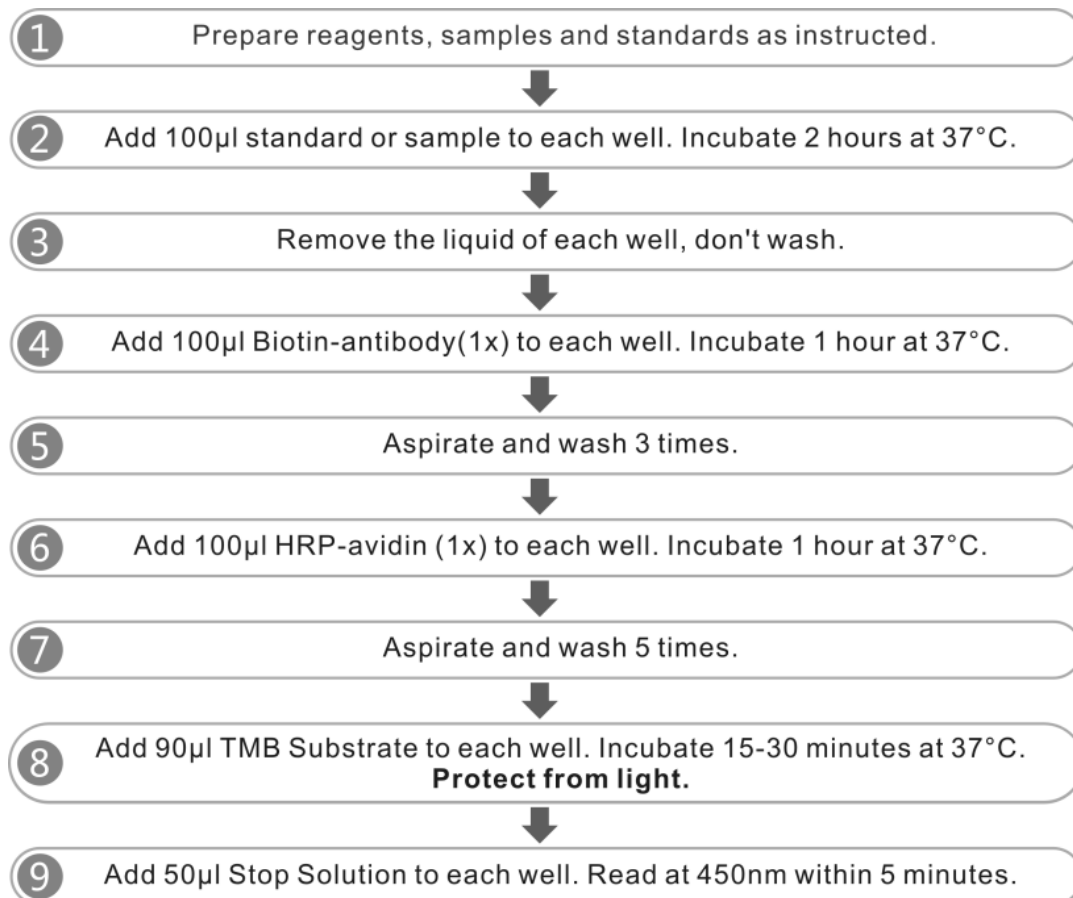 1 Prepare reagents, samples and standards as instructed.
2 Add 100µl standard or sample to each well. Incubate 2 hours at 37°C.
3 Remove the liquid of each well, don't wash.
4 Add 100µl Biotin-antibody(1x) to each well. Incubate 1 hour at 37°C.
5 Aspirate and wash 3 times.
6 Add 100µl HRP-avidin (1x) to each well. Incubate 1 hour at 37°C.
7 Aspirate and wash 5 times.
8 Add 90µl TMB Substrate to each well. Incubate 15-30 minutes at 37°C.
Protect from light.
9 Add 50µl Stop Solution to each well. Read at 450nm within 5 minutes.